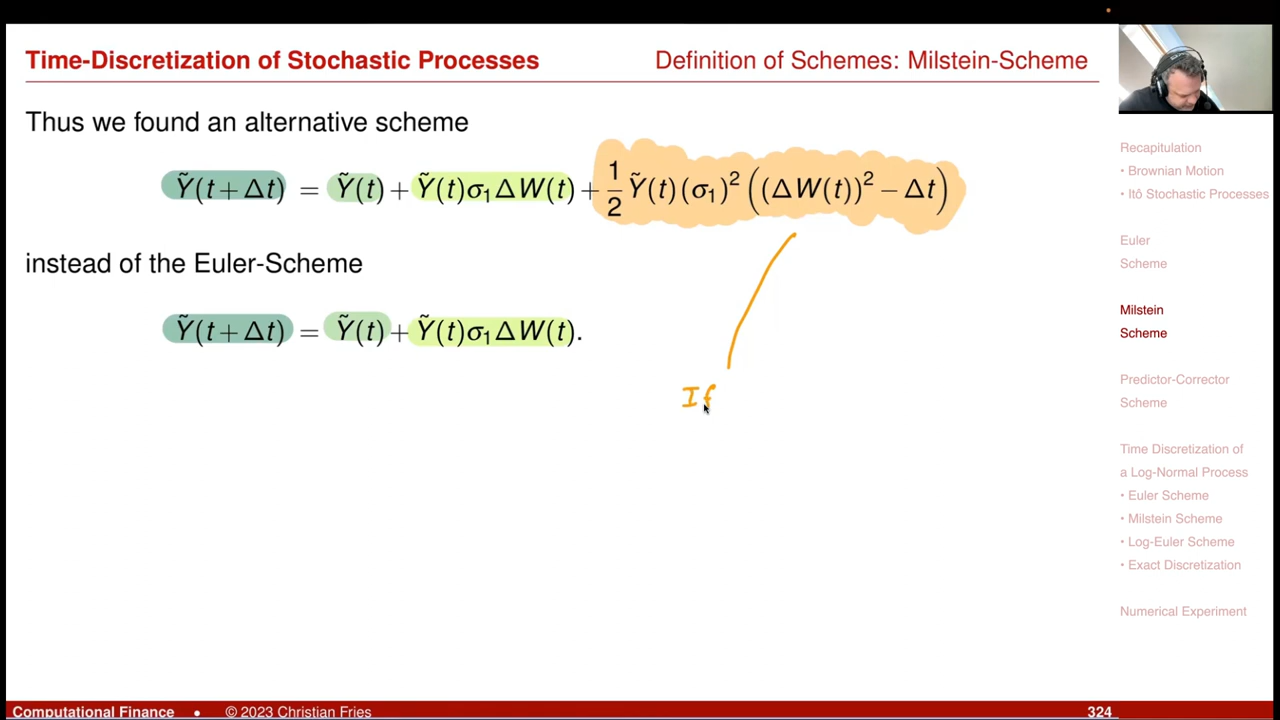 Time-Discretization of Stochastic Processes Definition of Schemes: Milstein-Scheme
Thus we found an alternative scheme
Ỹ(t+Δt) = Ỹ(t)+Ỹ(t)σ₁ΔW(t)+½Ỹ(t)(σ₁)²((ΔW(t))²−Δt)
instead of the Euler-Scheme
Ỹ(t+Δt) = Ỹ(t)+Ỹ(t)σ₁ΔW(t).
If
Recapitulation
• Brownian Motion
• Itô Stochastic Processes
Euler
Scheme
Milstein
Scheme
Predictor-Corrector
Scheme
Time Discretization of
a Log-Normal Process
• Euler Scheme
• Milstein Scheme
• Log-Euler Scheme
• Exact Discretization
Numerical Experiment
Computational Finance • © 2023 Christian Fries 324